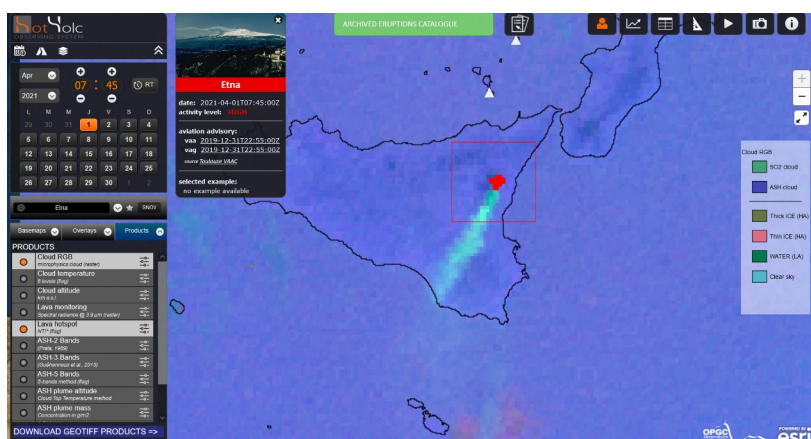 HotVolc
OBSERVING SYSTEM
Apr
07 : 45
RT
2021
L M M J V S D
29 30 31 1 2 3 4
5 6 7 8 9 10 11
12 13 14 15 16 17 18
19 20 21 22 23 24 25
26 27 28 29 30 1 2
Etna
SNOV
Basemaps
Overlays
Products
PRODUCTS
Cloud RGB
microphysics cloud (raster)
Cloud temperature
6 levels (flag)
Cloud altitude
km a.s.l.
Lava monitoring
Spectral radiance @ 3.9 µm (raster)
Lava hotspot
NTI* (flag)
ASH-2 Bands
(Prata, 1989)
ASH-3 Bands
(Guéhenneux et al., 2015)
ASH-5 Bands
5-bands method (flag)
ASH plume altitude
Cloud Top Temperature method
ASH plume mass
Concentration in g/m2
DOWNLOAD GEOTIFF PRODUCTS =>
Etna
date: 2021-04-01T07:45:00Z
activity level: HIGH
aviation advisory:
vaa 2019-12-31T22:55:00Z
vag 2019-12-31T22:55:00Z
source Toulouse VAAC
selected example:
no example available
ARCHIVED ERUPTIONS CATALOGUE
+
−
Cloud RGB
SO2 cloud
ASH cloud
Thick ICE (HA)
Thin ICE (HA)
WATER (LA)
Clear sky
OPGC
POWERED BY
esri